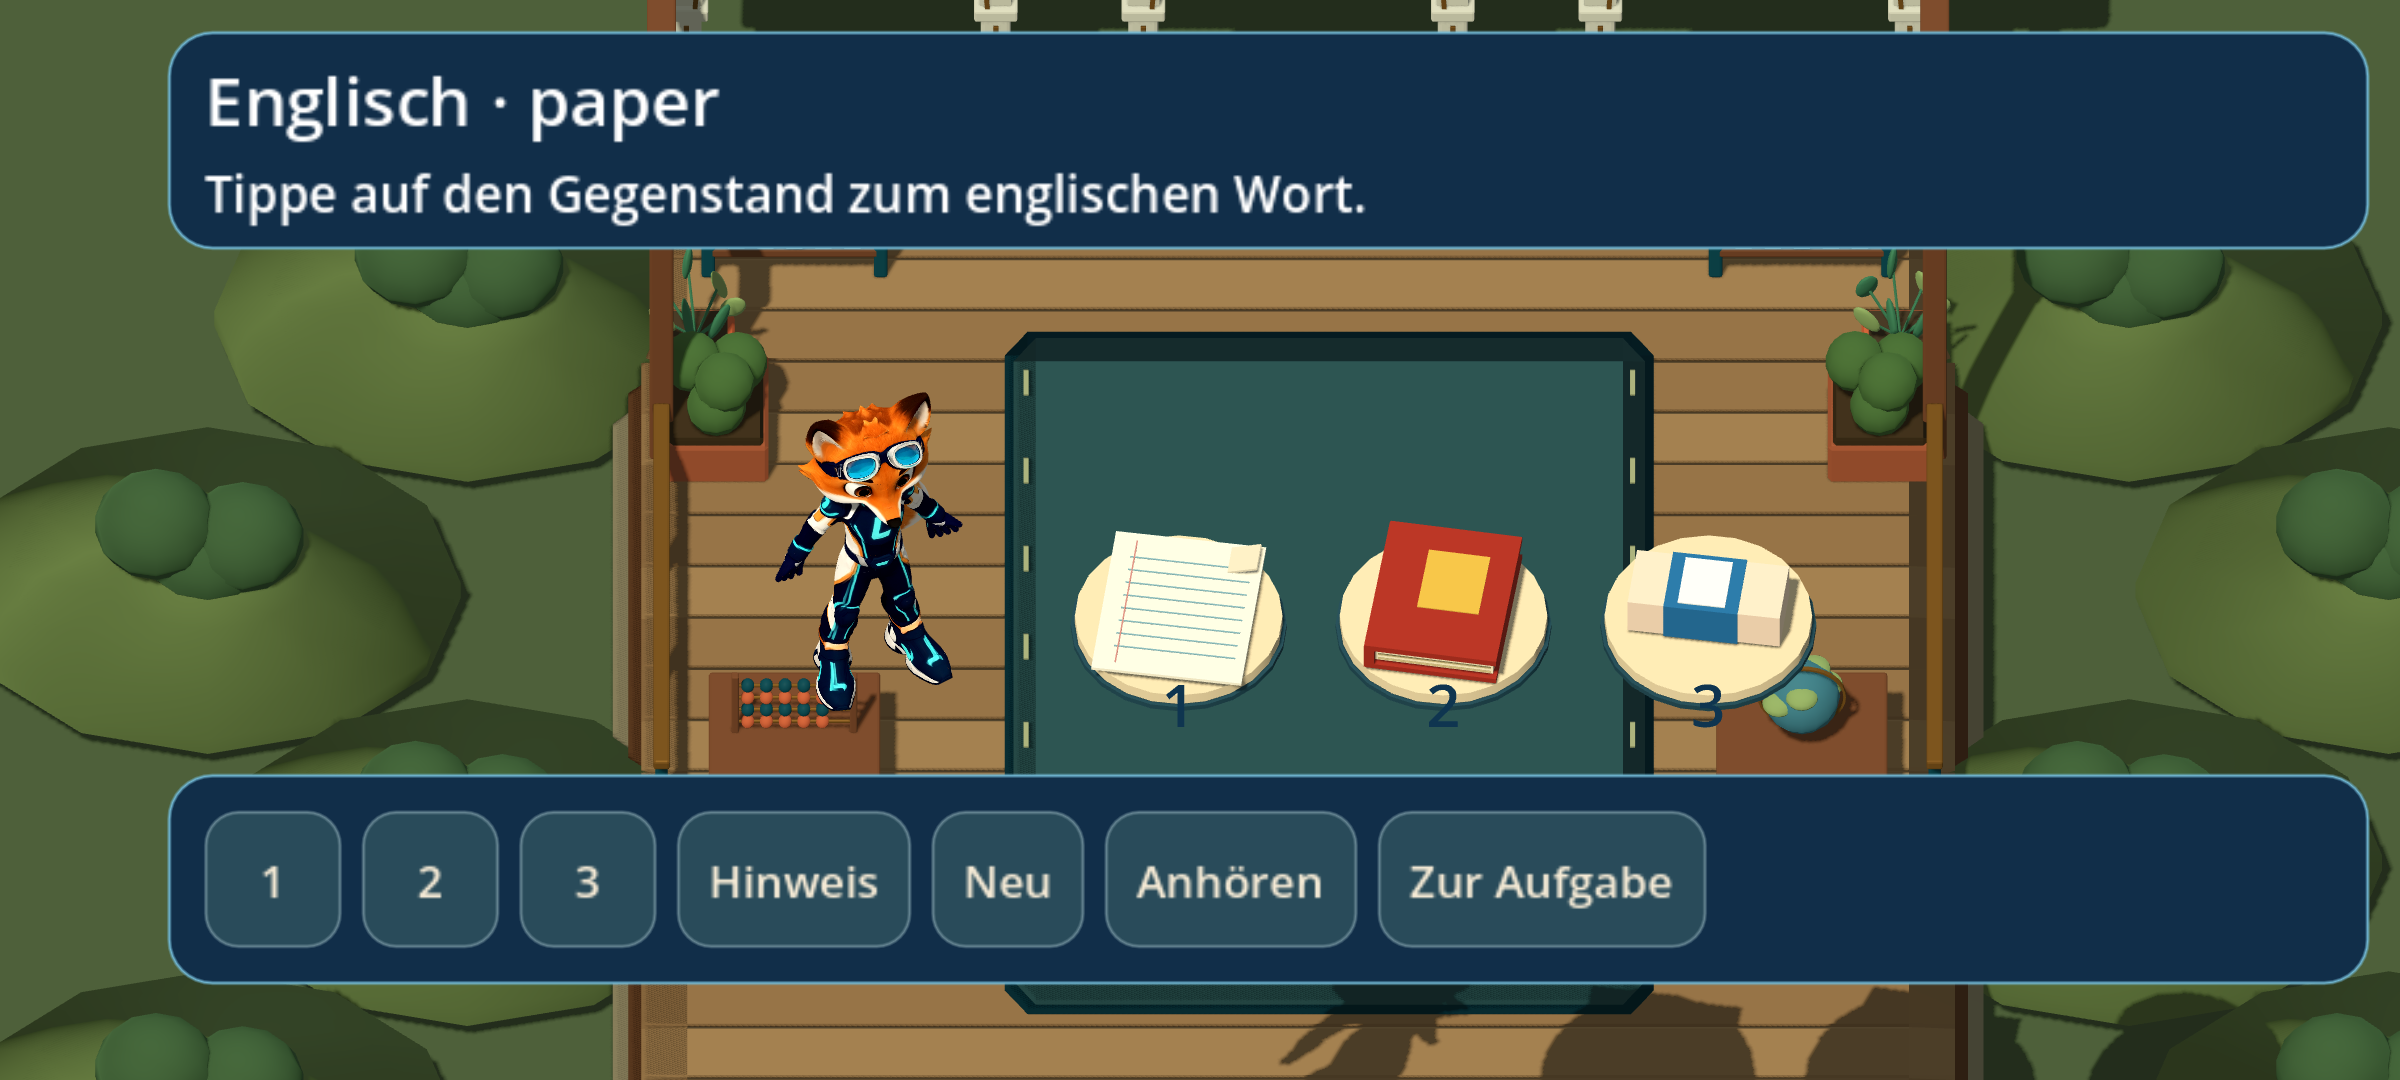 Englisch · paper
Tippe auf den Gegenstand zum englischen Wort.
1 2 3
1 2 3 Hinweis Neu Anhören Zur Aufgabe